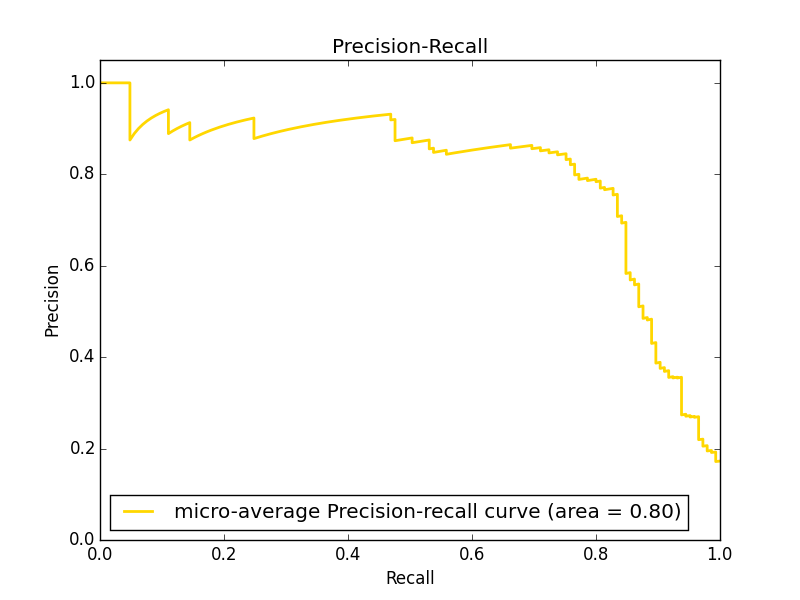 Precision-Recall
1.0
0.8
0.6
0.4
0.2
0.0
Precision
micro-average Precision-recall curve (area = 0.80)
0.0 0.2 0.4 0.6 0.8 1.0
Recall